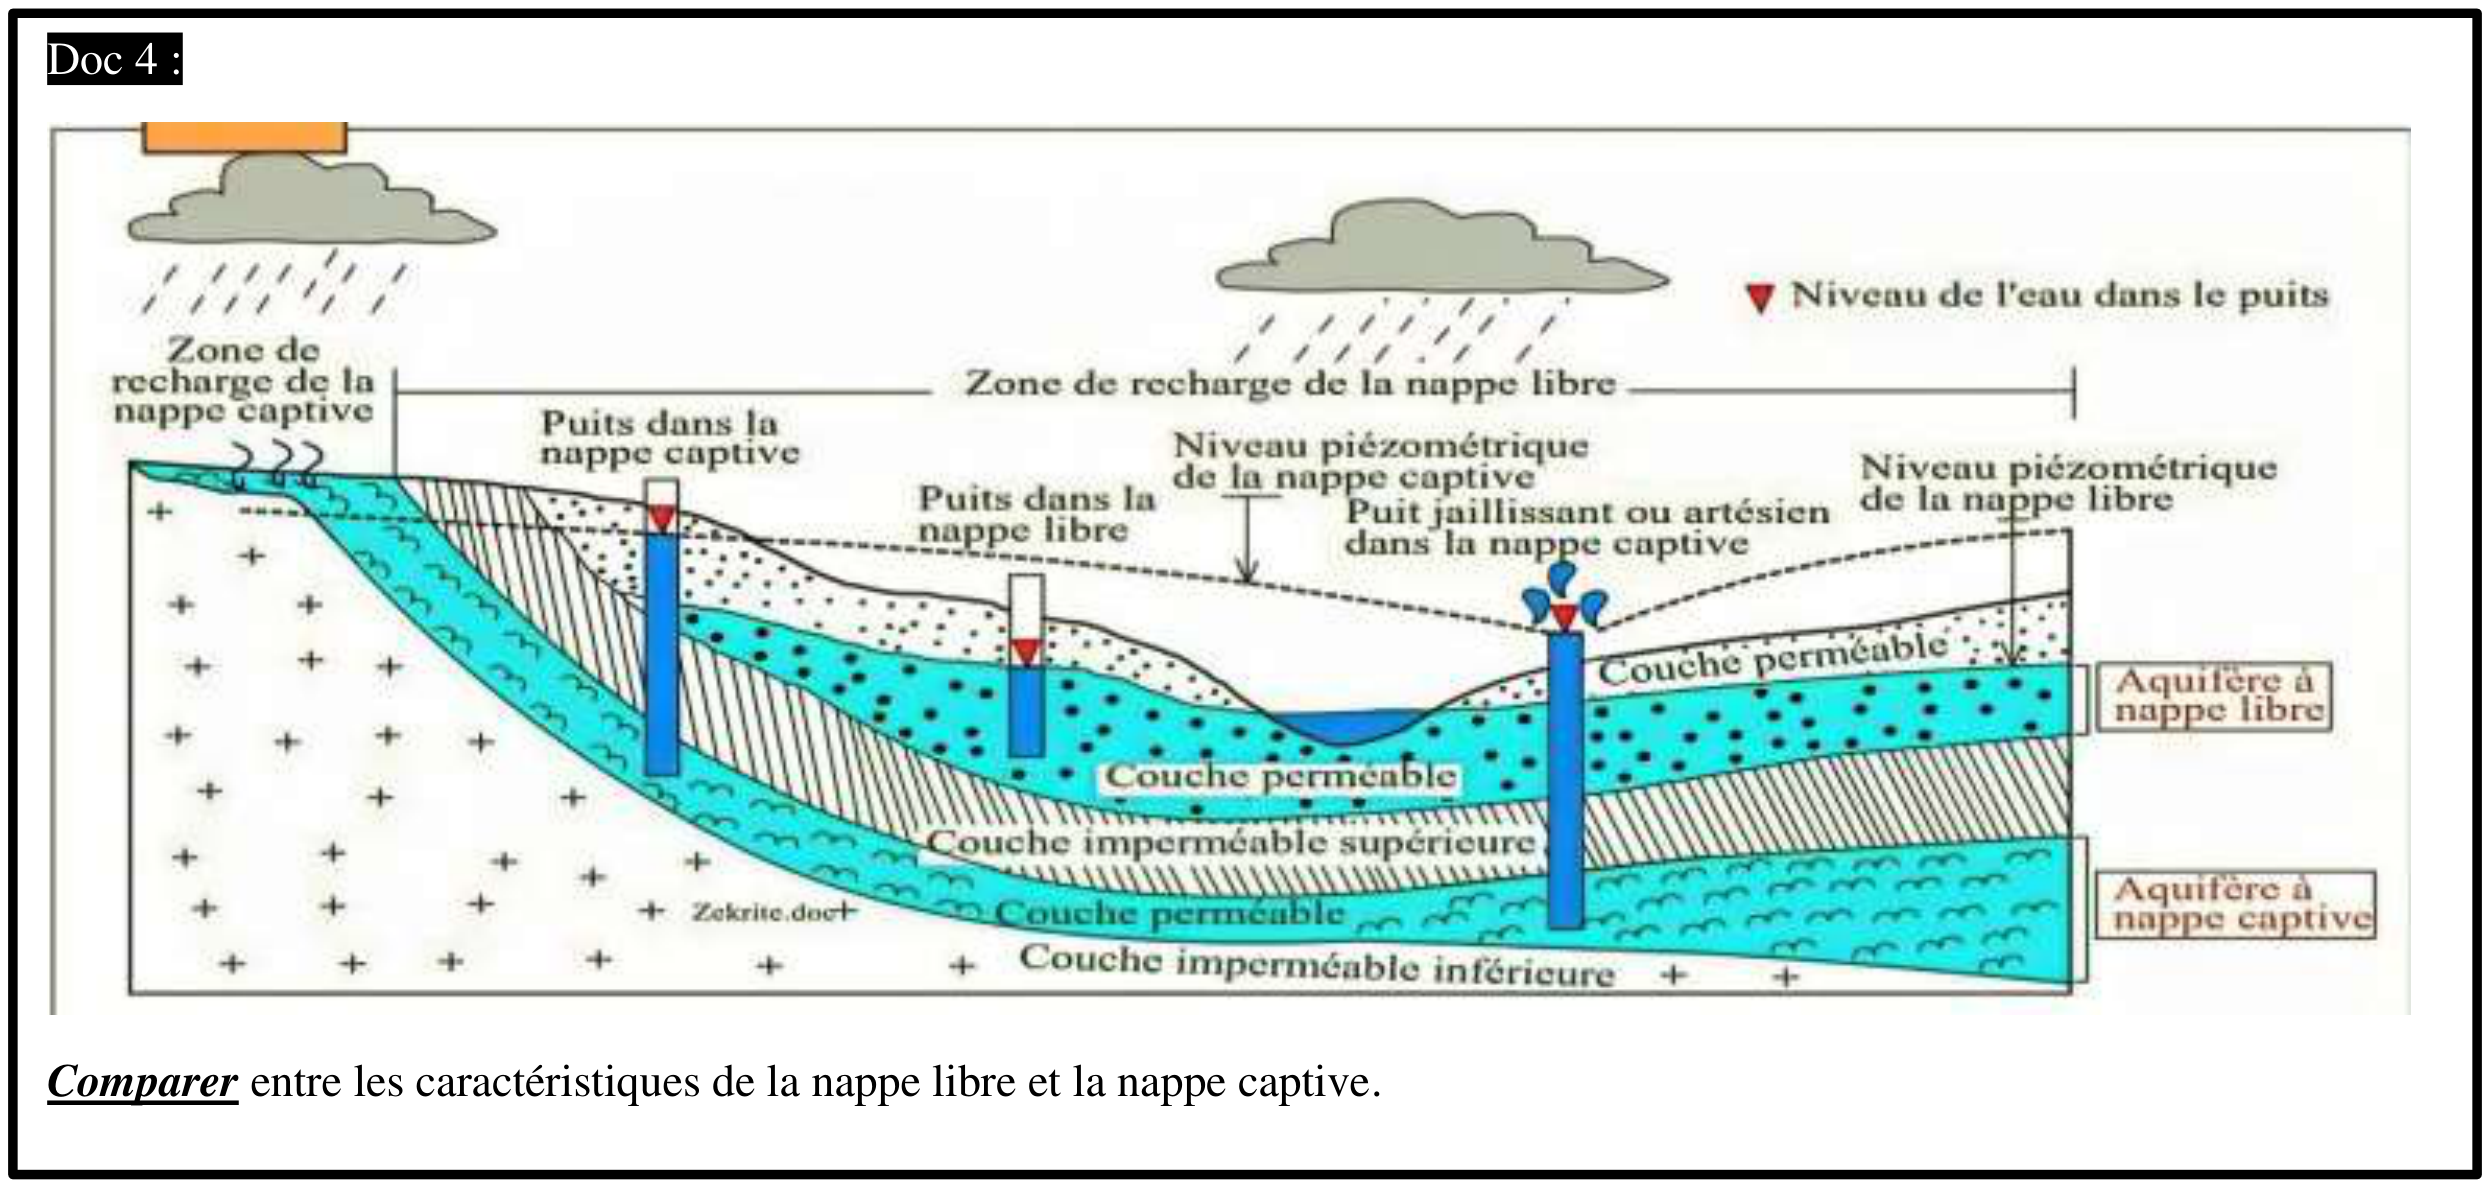 Doc 4 :
Niveau de l'eau dans le puits
Zone de
recharge de la
nappe captive
Zone de recharge de la nappe libre
Puits dans la
nappe captive
Puits dans la
nappe libre
Niveau piézométrique
de la nappe captive
Puit jaillissant ou artésien
dans la nappe captive
Niveau piézométrique
de la nappe libre
Couche perméable
Aquifère à
nappe libre
Couche perméable
Couche imperméable supérieure
Couche perméable
Aquifère à
nappe captive
Zekrite.doc
Couche imperméable inférieure
Comparer entre les caractéristiques de la nappe libre et la nappe captive.